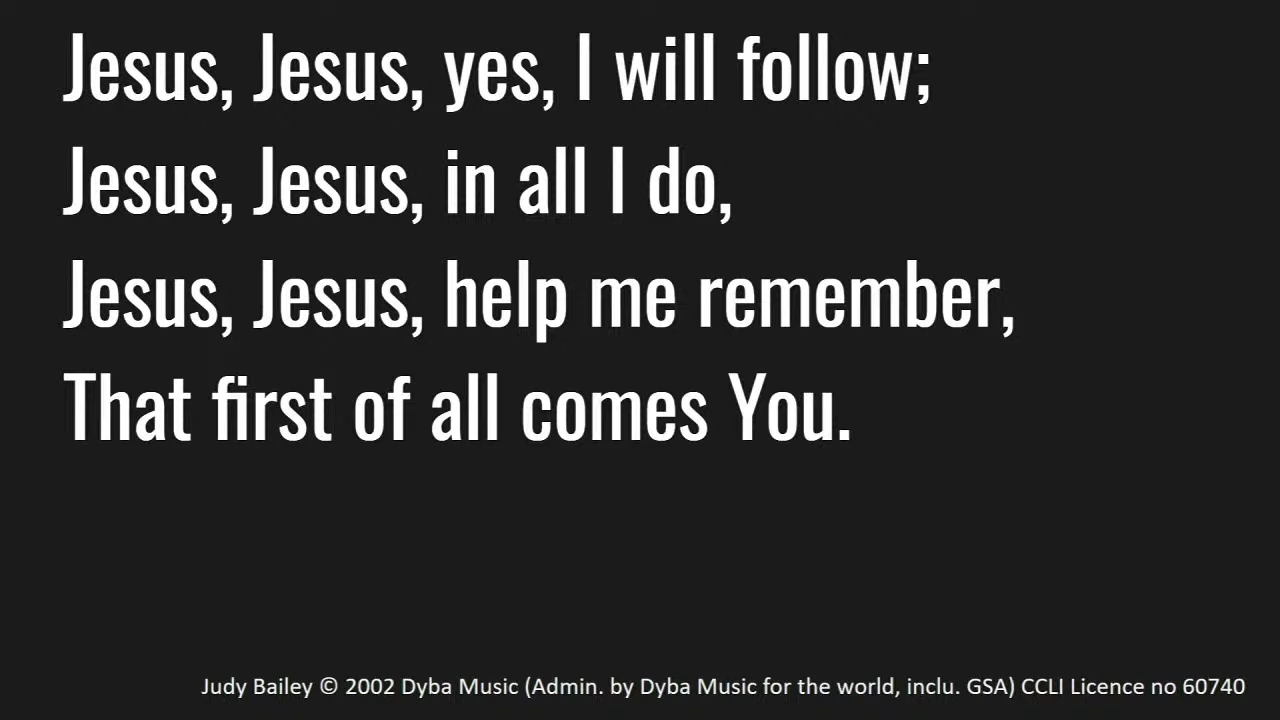 Jesus, Jesus, yes, I will follow;
Jesus, Jesus, in all I do,
Jesus, Jesus, help me remember,
That first of all comes You.
Judy Bailey © 2002 Dyba Music (Admin. by Dyba Music for the world, inclu. GSA) CCLI Licence no 60740